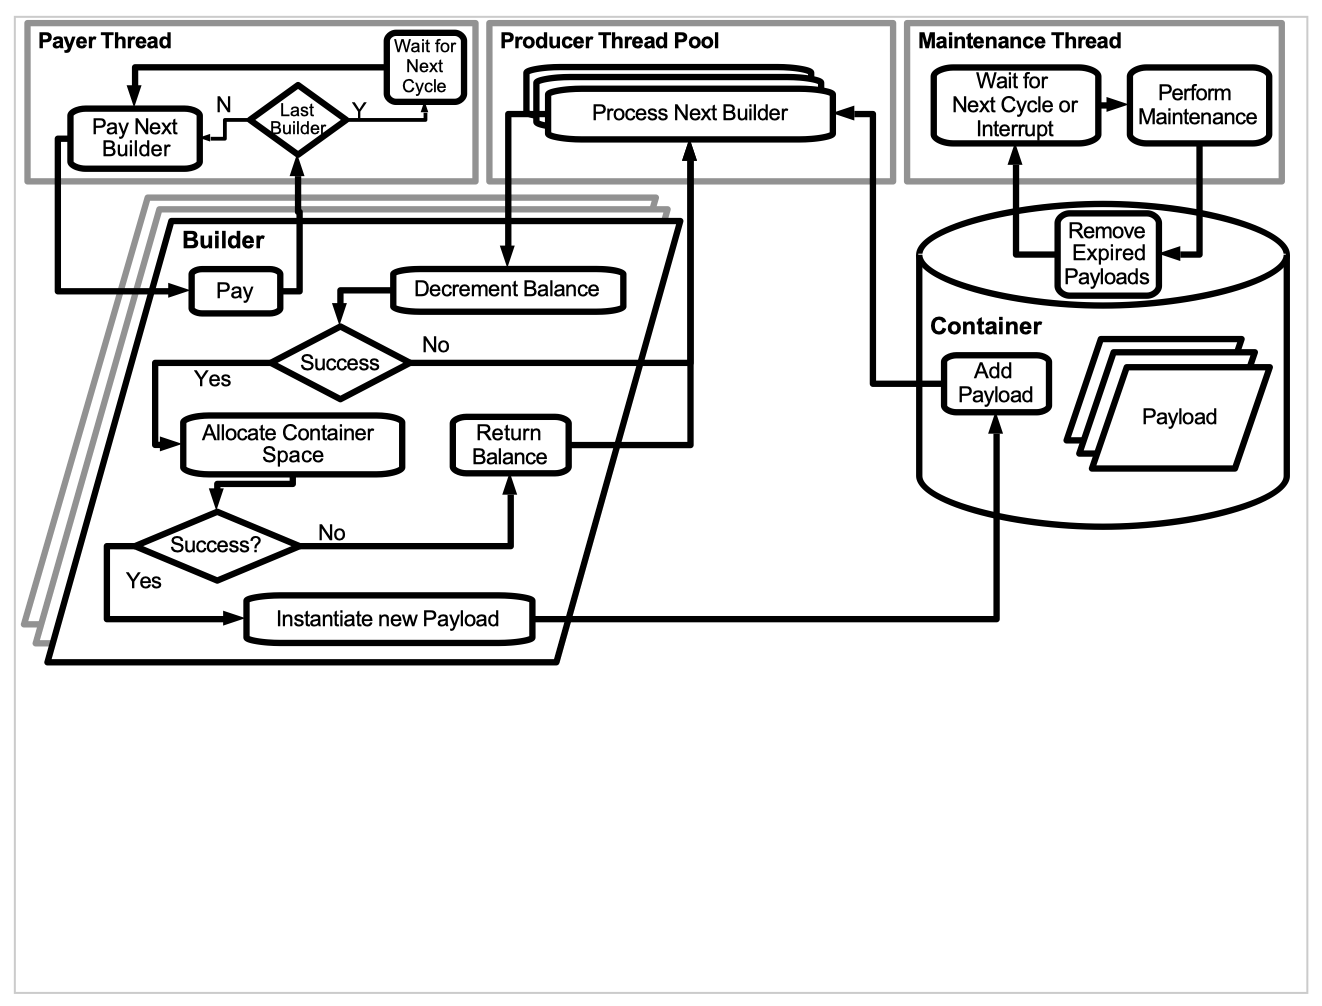 Payer Thread
Wait for
Next
Cycle
N
Last
Builder
Y
Pay Next
Builder
Producer Thread Pool
Process Next Builder
Maintenance Thread
Wait for
Next Cycle or
Interrupt
Perform
Maintenance
Builder
Pay
Decrement Balance
Success
No
Yes
Allocate Container
Space
Return
Balance
Success?
No
Yes
Instantiate new Payload
Remove
Expired
Payloads
Container
Add
Payload
Payload